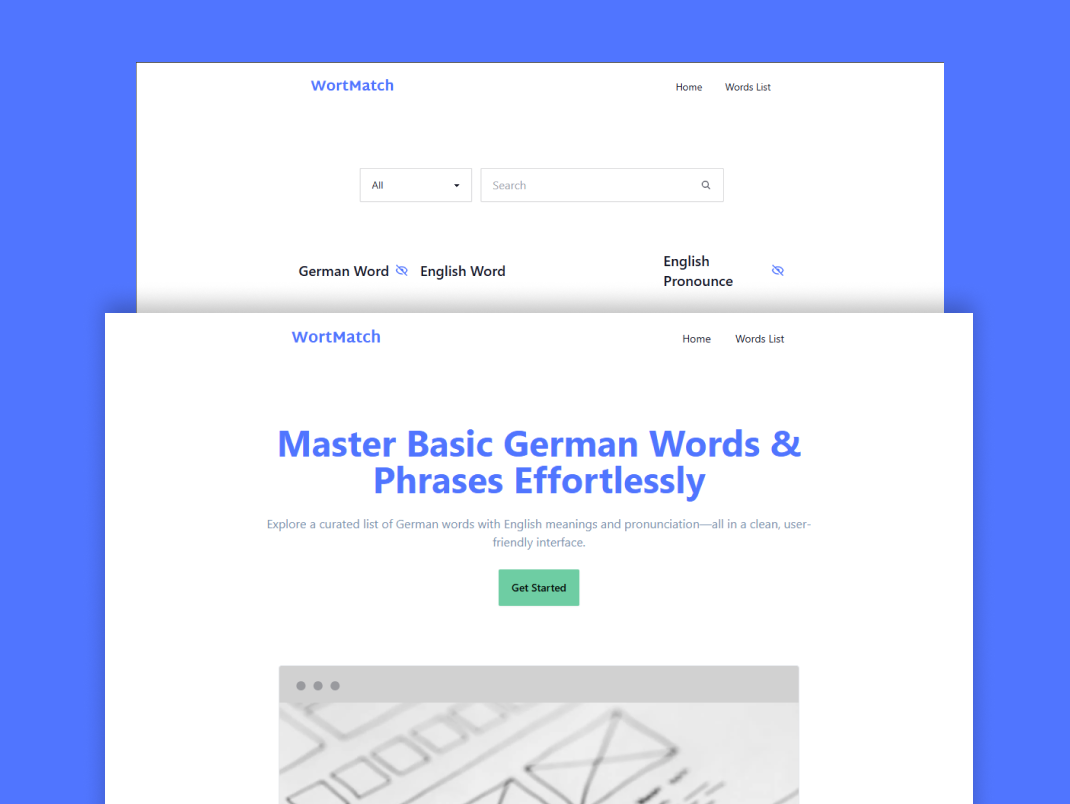 WortMatch
Home Words List
All Search
German Word English Word English
Pronounce
WortMatch
Home Words List
Master Basic German Words &
Phrases Effortlessly
Explore a curated list of German words with English meanings and pronunciation—all in a clean, user-
friendly interface.
Get Started